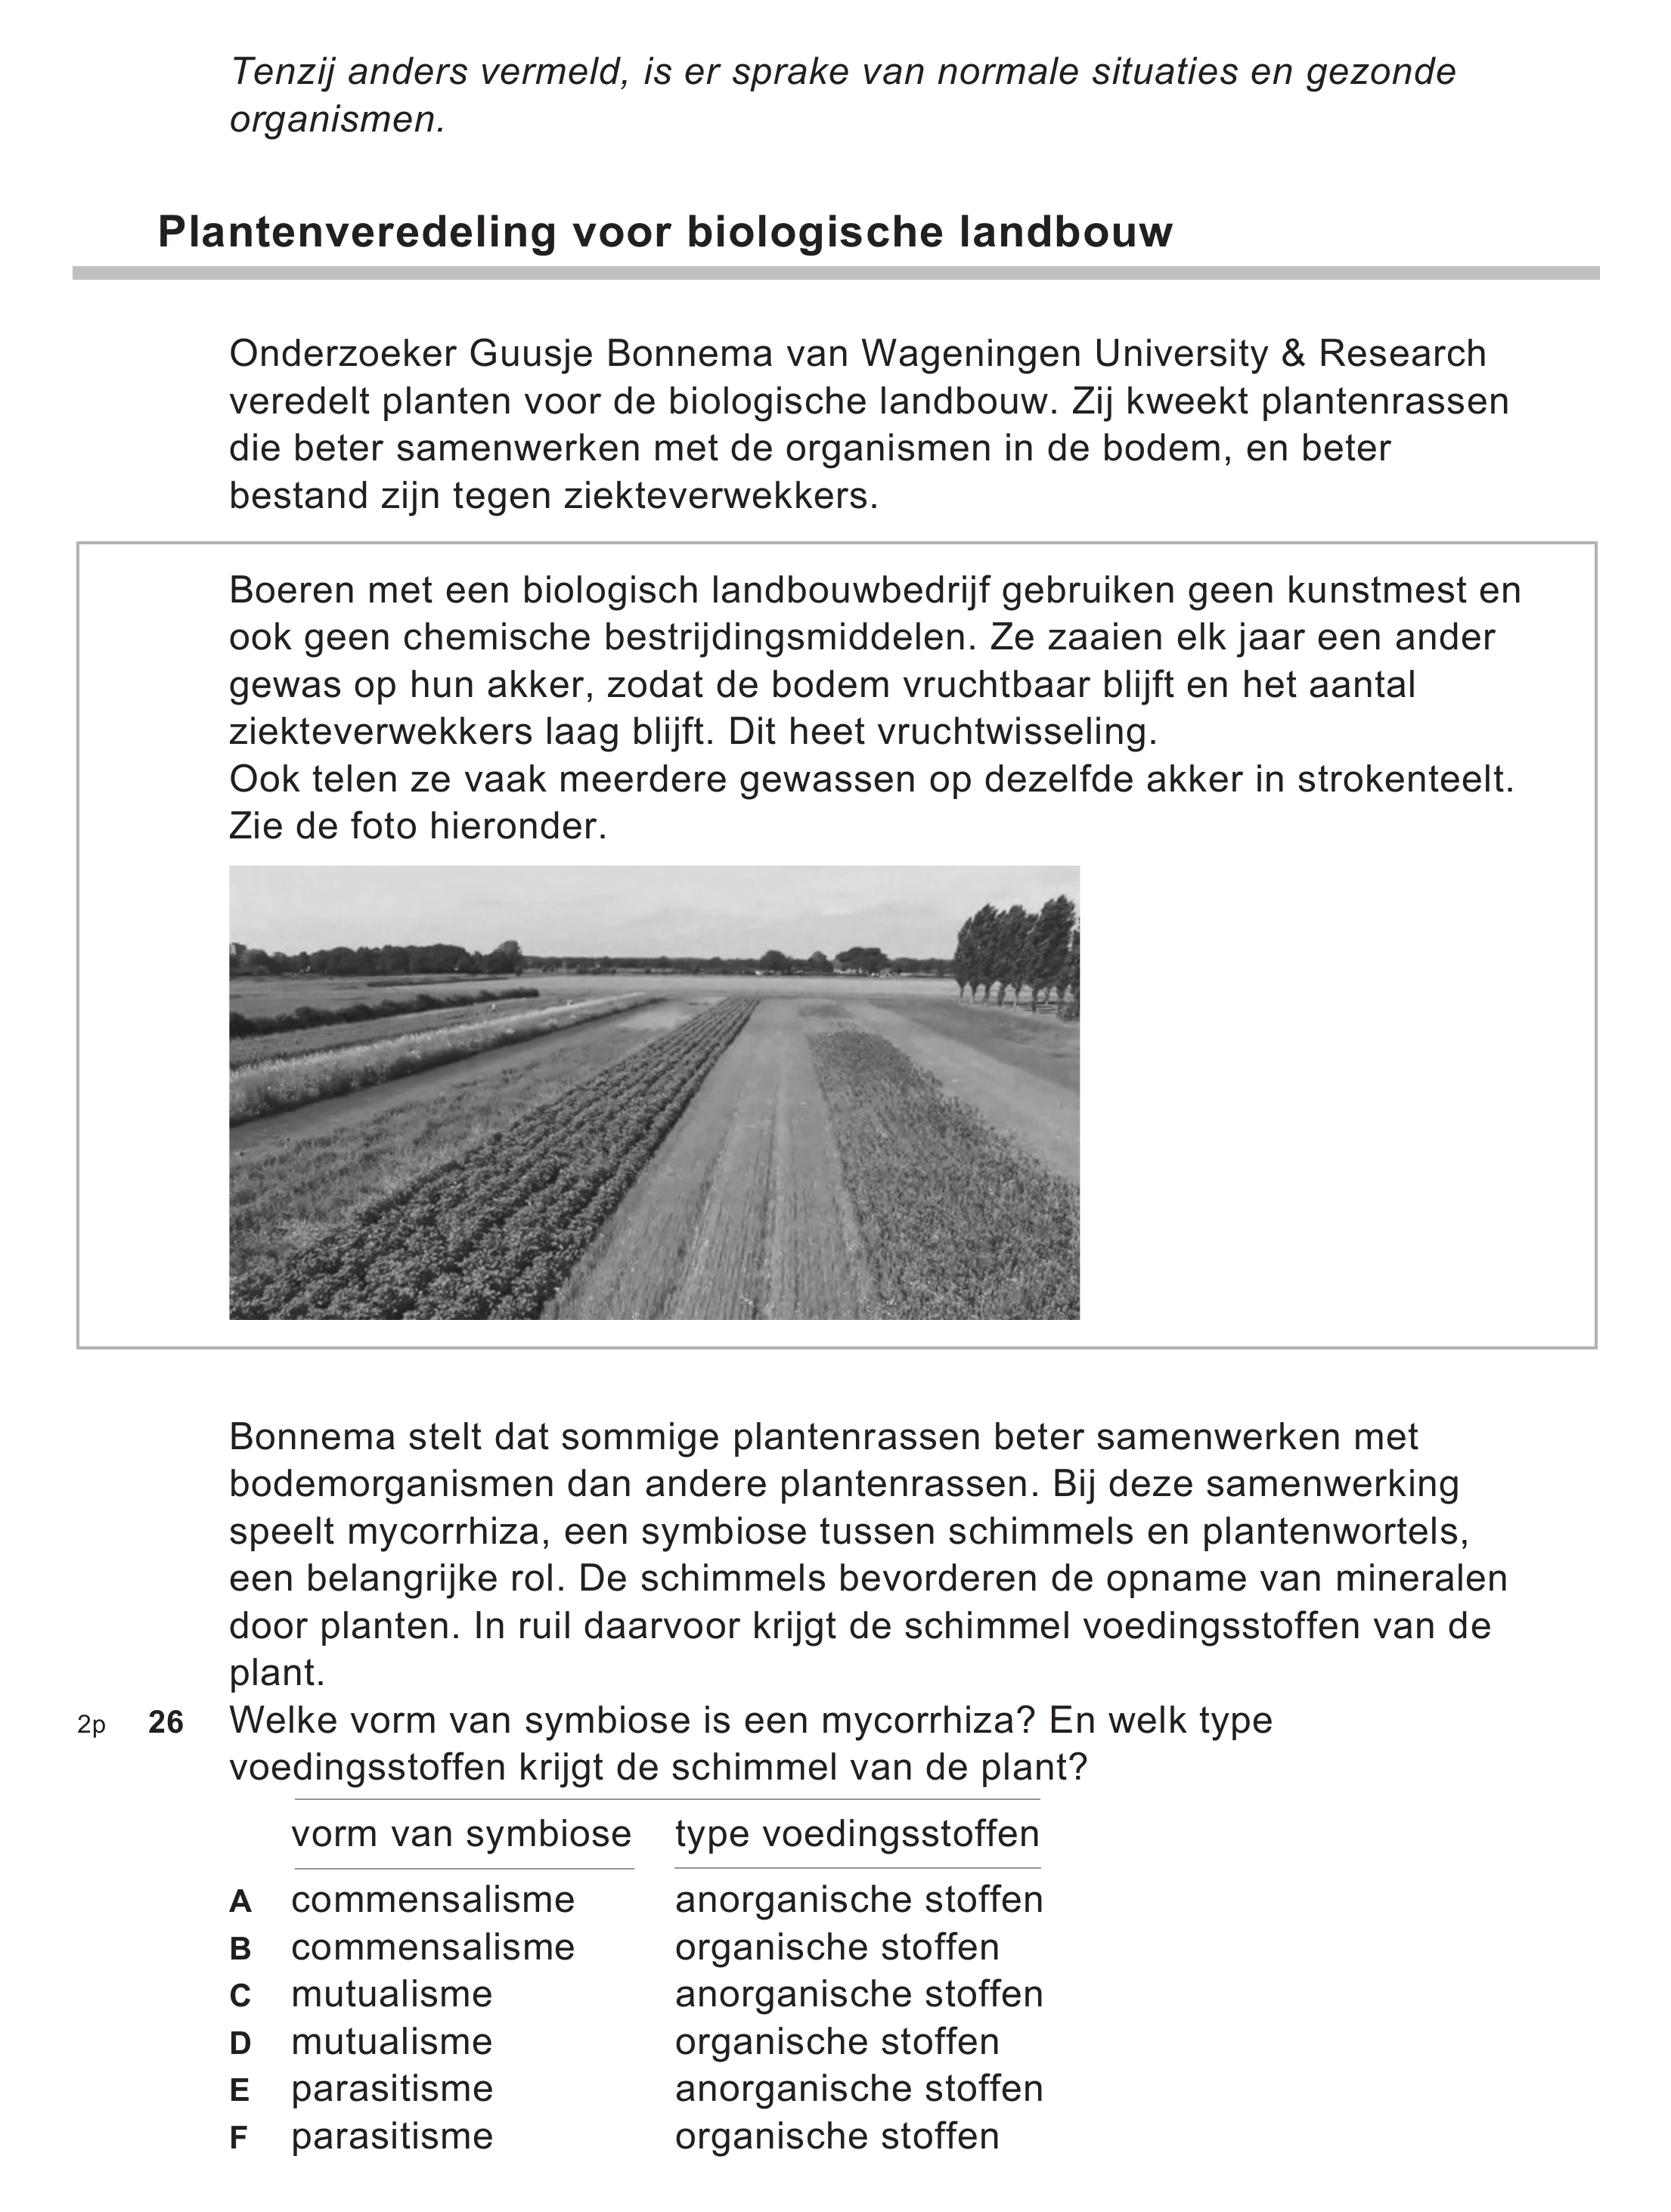 Tenzij anders vermeld, is er sprake van normale situaties en gezonde
organismen.
Plantenveredeling voor biologische landbouw
Onderzoeker Guusje Bonnema van Wageningen University & Research
veredelt planten voor de biologische landbouw. Zij kweekt plantenrassen
die beter samenwerken met de organismen in de bodem, en beter
bestand zijn tegen ziekteverwekkers.
Boeren met een biologisch landbouwbedrijf gebruiken geen kunstmest en
ook geen chemische bestrijdingsmiddelen. Ze zaaien elk jaar een ander
gewas op hun akker, zodat de bodem vruchtbaar blijft en het aantal
ziekteverwekkers laag blijft. Dit heet vruchtwisseling.
Ook telen ze vaak meerdere gewassen op dezelfde akker in strokenteelt.
Zie de foto hieronder.
Bonnema stelt dat sommige plantenrassen beter samenwerken met
bodemorganismen dan andere plantenrassen. Bij deze samenwerking
speelt mycorrhiza, een symbiose tussen schimmels en plantenwortels,
een belangrijke rol. De schimmels bevorderen de opname van mineralen
door planten. In ruil daarvoor krijgt de schimmel voedingsstoffen van de
plant.
2p 26 Welke vorm van symbiose is een mycorrhiza? En welk type
voedingsstoffen krijgt de schimmel van de plant?
vorm van symbiose type voedingsstoffen
A commensalisme anorganische stoffen
B commensalisme organische stoffen
C mutualisme anorganische stoffen
D mutualisme organische stoffen
E parasitisme anorganische stoffen
F parasitisme organische stoffen